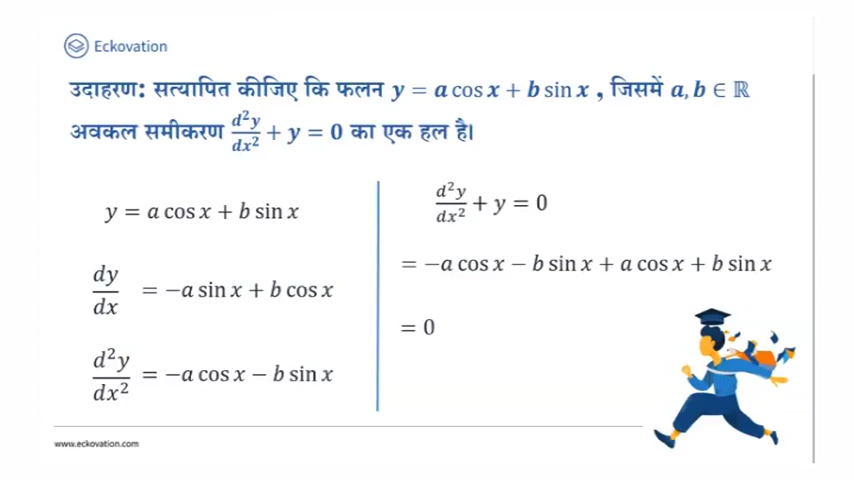 Eckovation
उदाहरण: सत्यापित कीजिए कि फलन y = a cos x + b sin x , जिसमें a, b ∈ ℝ
अवकल समीकरण d²y/dx² + y = 0 का एक हल है।
y = a cos x + b sin x
dy/dx = −a sin x + b cos x
d²y/dx² = −a cos x − b sin x
d²y/dx² + y = 0
= −a cos x − b sin x + a cos x + b sin x
= 0
www.eckovation.com